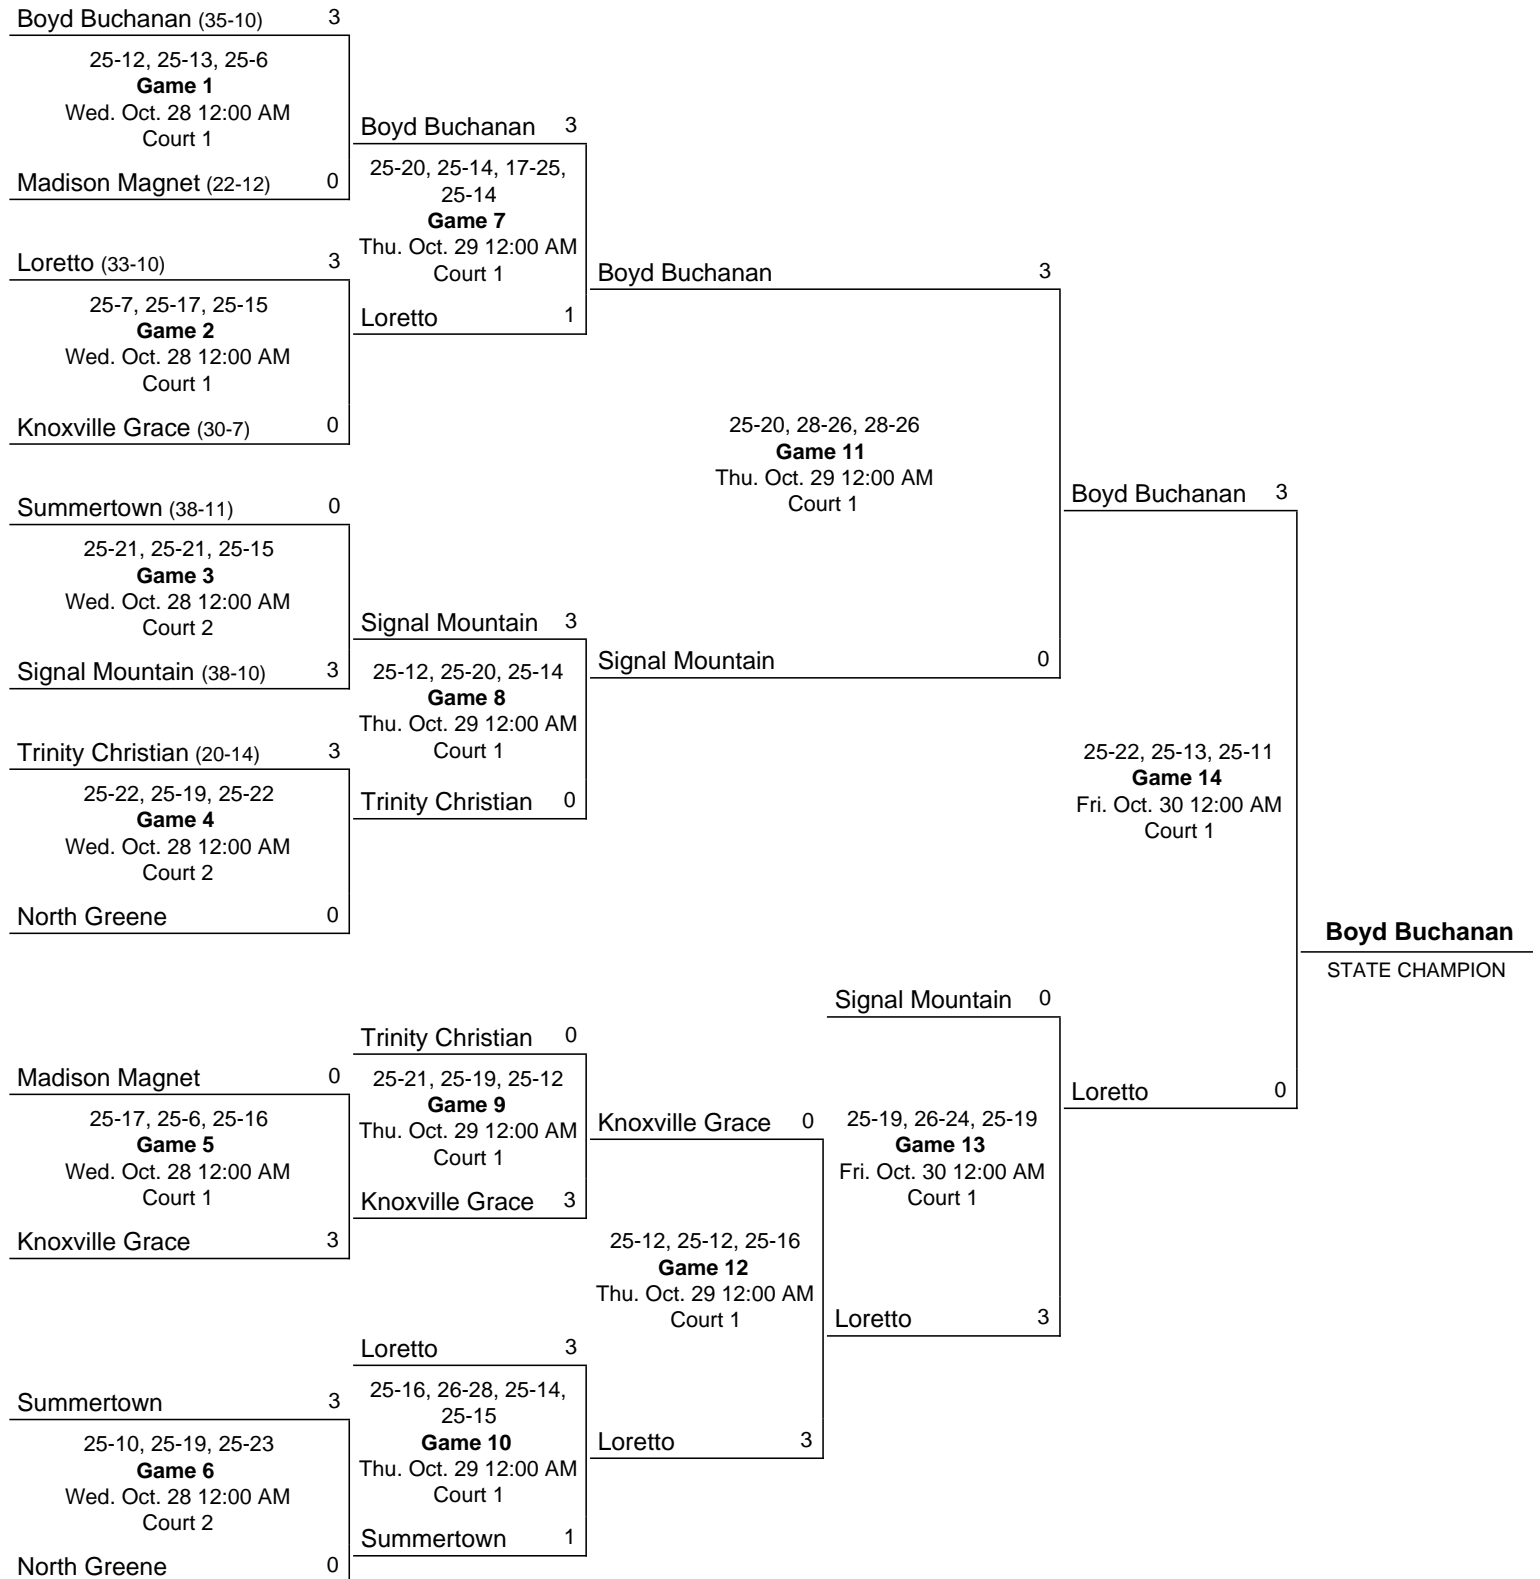 Boyd Buchanan (35-10) 3
25-12, 25-13, 25-6
Game 1
Wed. Oct. 28 12:00 AM
Court 1
Madison Magnet (22-12) 0
Loretto (33-10) 3
25-7, 25-17, 25-15
Game 2
Wed. Oct. 28 12:00 AM
Court 1
Knoxville Grace (30-7) 0
Summertown (38-11) 0
25-21, 25-21, 25-15
Game 3
Wed. Oct. 28 12:00 AM
Court 2
Signal Mountain (38-10) 3
Trinity Christian (20-14) 3
25-22, 25-19, 25-22
Game 4
Wed. Oct. 28 12:00 AM
Court 2
North Greene 0
Boyd Buchanan 3
25-20, 25-14, 17-25,
25-14
Game 7
Thu. Oct. 29 12:00 AM
Court 1
Loretto 1
Signal Mountain 3
25-12, 25-20, 25-14
Game 8
Thu. Oct. 29 12:00 AM
Court 1
Trinity Christian 0
Boyd Buchanan 3
25-20, 28-26, 28-26
Game 11
Thu. Oct. 29 12:00 AM
Court 1
Signal Mountain 0
Boyd Buchanan 3
25-22, 25-13, 25-11
Game 14
Fri. Oct. 30 12:00 AM
Court 1
Loretto 0
Boyd Buchanan
STATE CHAMPION
Madison Magnet 0
25-17, 25-6, 25-16
Game 5
Wed. Oct. 28 12:00 AM
Court 1
Knoxville Grace 3
Summertown 3
25-10, 25-19, 25-23
Game 6
Wed. Oct. 28 12:00 AM
Court 2
North Greene 0
Trinity Christian 0
25-21, 25-19, 25-12
Game 9
Thu. Oct. 29 12:00 AM
Court 1
Knoxville Grace 3
Loretto 3
25-16, 26-28, 25-14,
25-15
Game 10
Thu. Oct. 29 12:00 AM
Court 1
Summertown 1
Knoxville Grace 0
25-12, 25-12, 25-16
Game 12
Thu. Oct. 29 12:00 AM
Court 1
Loretto 3
Signal Mountain 0
25-19, 26-24, 25-19
Game 13
Fri. Oct. 30 12:00 AM
Court 1
Loretto 3